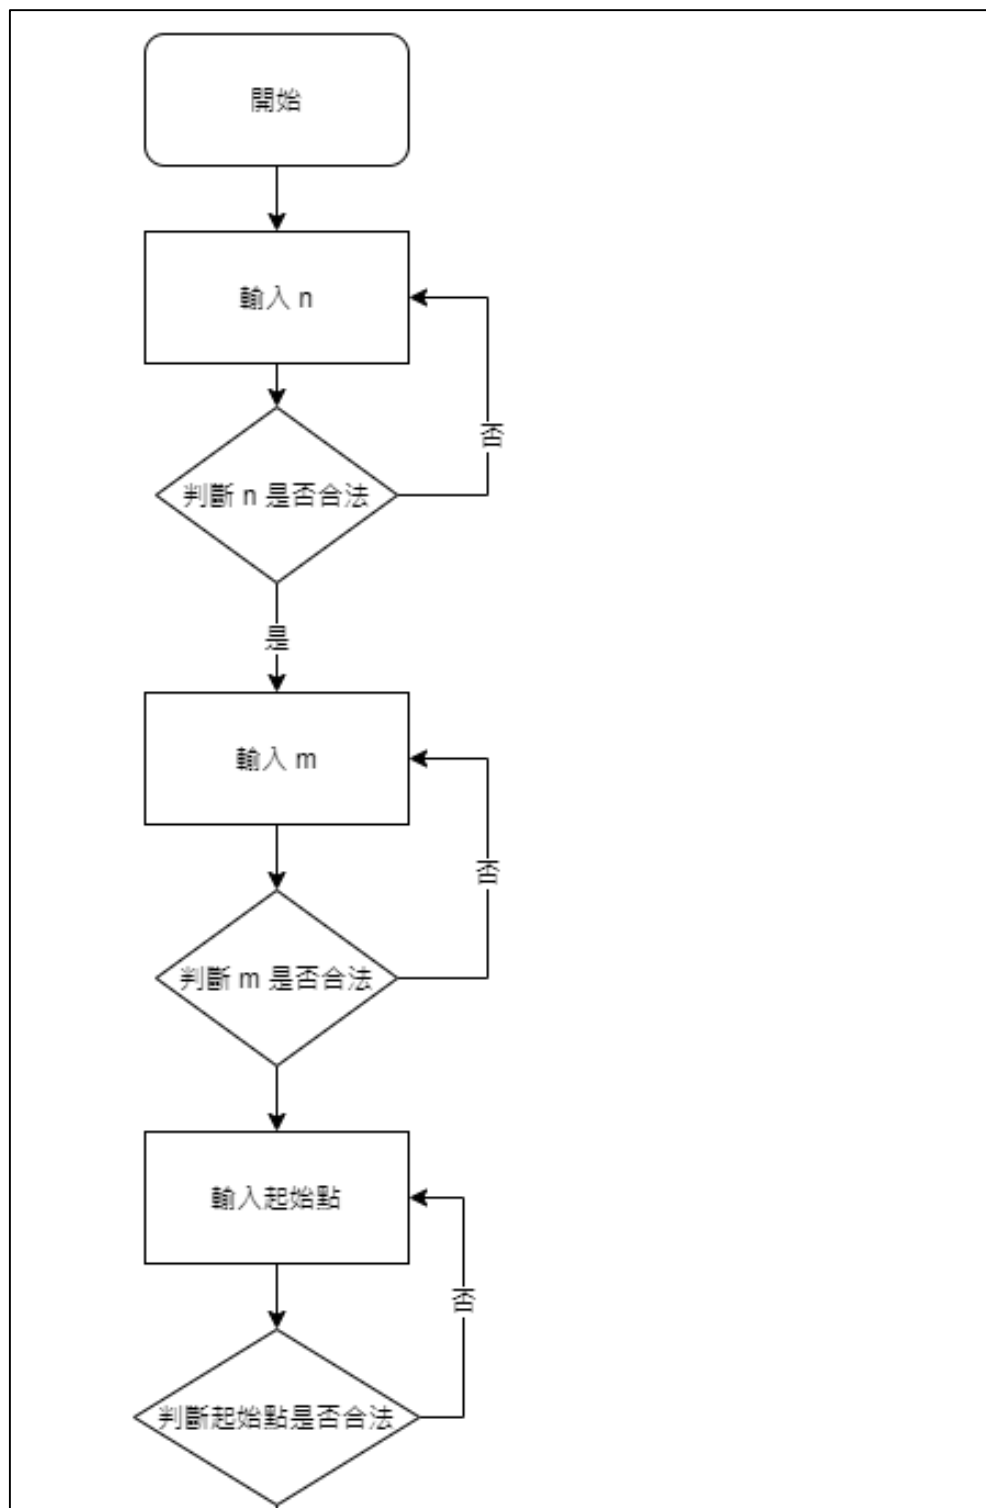 開始
輸入 n
否
判斷 n 是否合法
是
輸入 m
否
判斷 m 是否合法
輸入起始點
否
判斷起始點是否合法